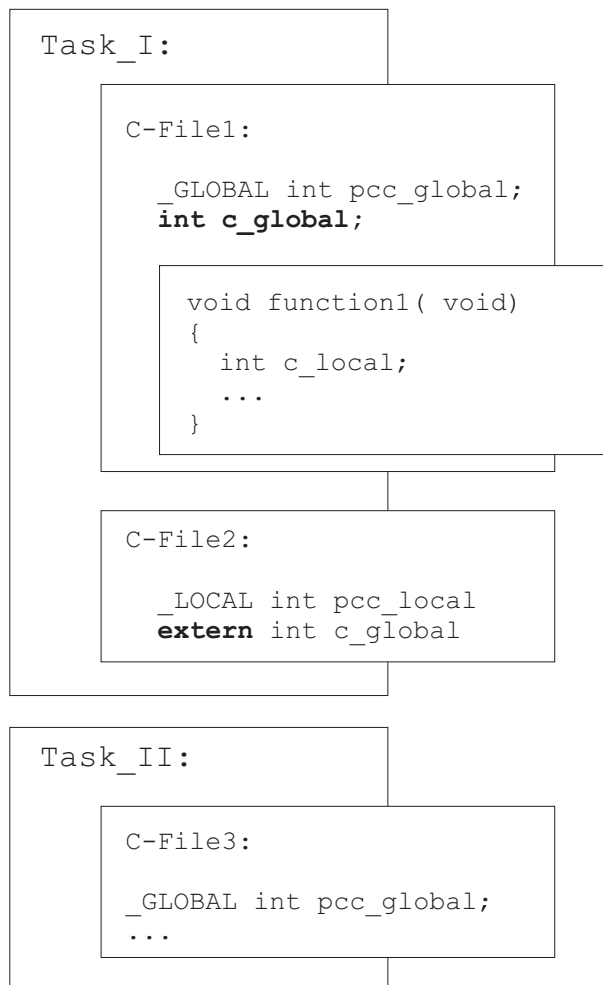 Task_I:
C-File1:
_GLOBAL int pcc_global;
int c_global;
void function1( void)
{
int c_local;
...
}
C-File2:
_LOCAL int pcc_local
extern int c_global
Task_II:
C-File3:
_GLOBAL int pcc_global;
...